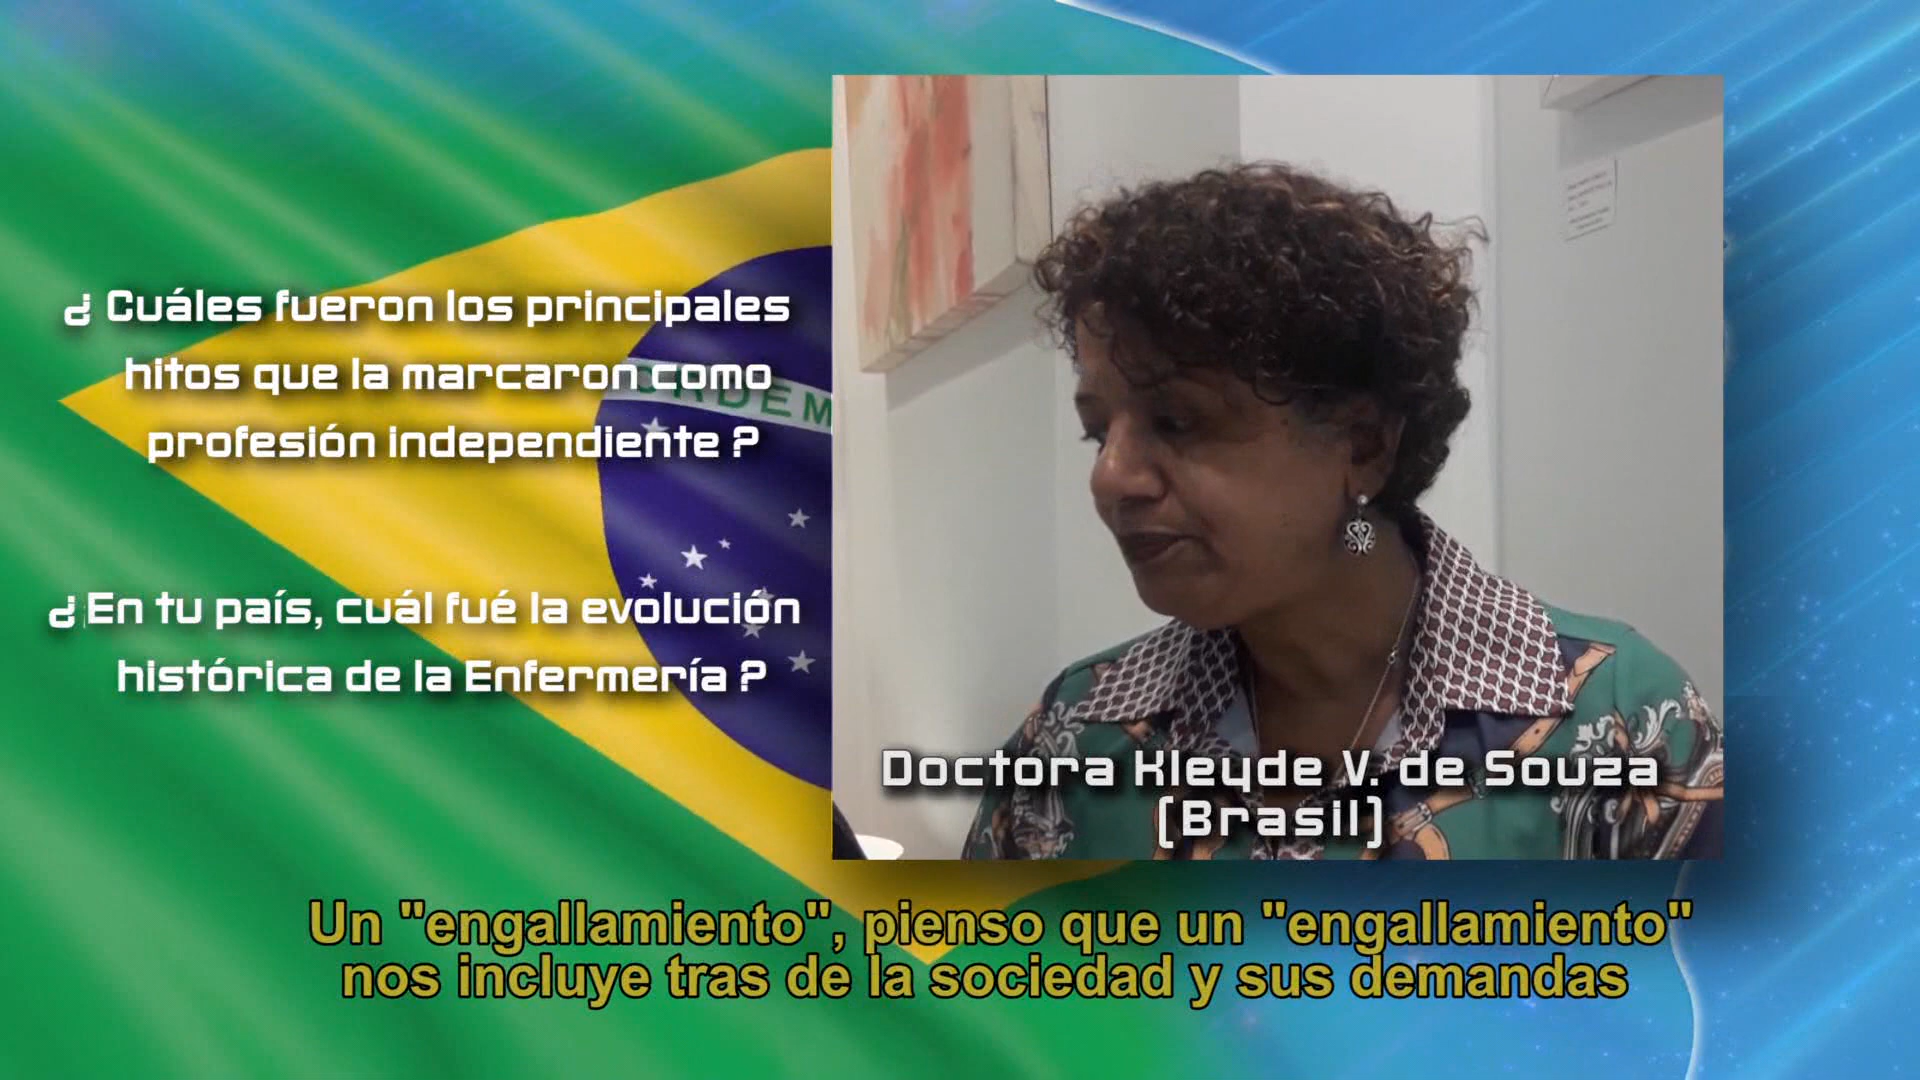 ¿ Cuáles fueron los principales
hitos que la marcaron como
profesión independiente ?
ORDEM
¿ En tu país, cuál fué la evolución
histórica de la Enfermería ?
Doctora Kleyde V. de Souza
(Brasil)
Un "engallamiento", pienso que un "engallamiento"
nos incluye tras de la sociedad y sus demandas